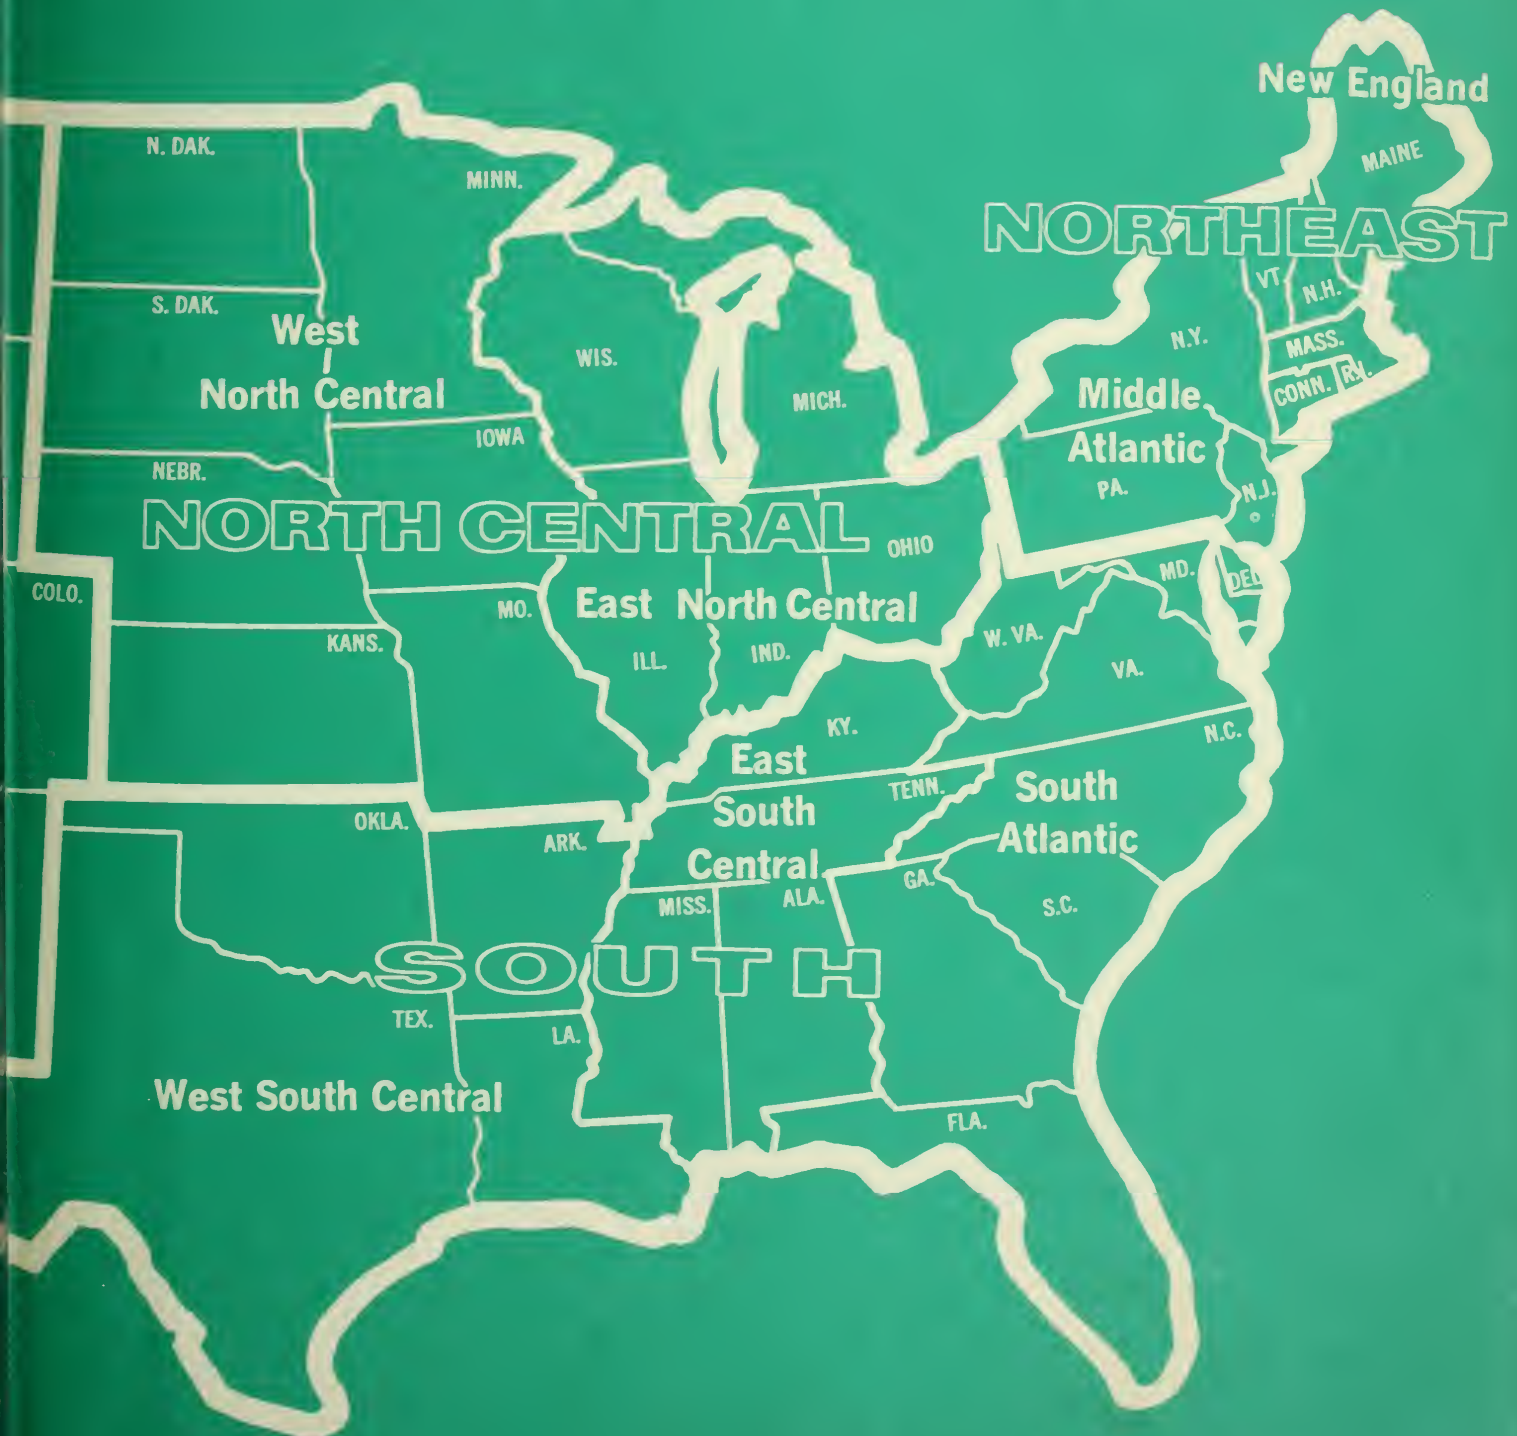 New England
MAINE
N. DAK.
MINN.
NORTHEAST
VT.
N.H.
S. DAK.
West
N.Y.
MASS.
WIS.
R.I.
CONN.
North Central
MICH.
Middle
IOWA
Atlantic
NEBR.
PA.
N.J.
NORTH CENTRAL
OHIO
MD.
DEL.
COLO.
MO.
East North Central
KANS.
ILL.
IND.
W. VA.
VA.
KY.
N.C.
East
TENN.
South
South
OKLA.
ARK.
Atlantic
Central
GA.
MISS.
ALA.
S.C.
SOUTH
TEX.
LA.
West South Central
FLA.